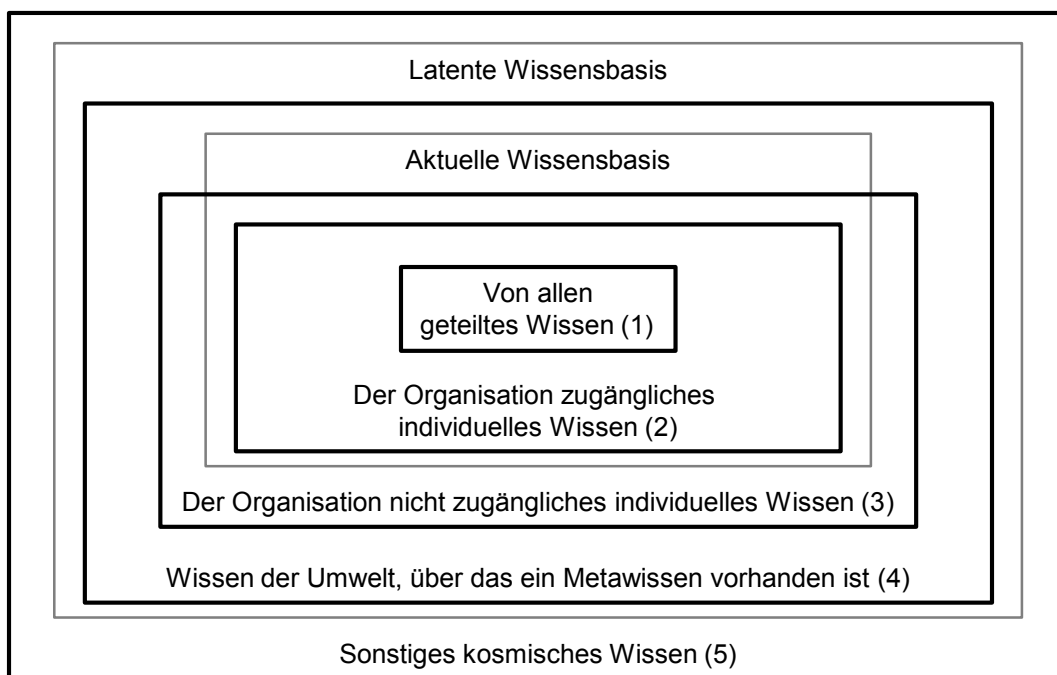 Latente Wissensbasis
Aktuelle Wissensbasis
Von allen
geteiltes Wissen (1)
Der Organisation zugängliches
individuelles Wissen (2)
Der Organisation nicht zugängliches individuelles Wissen (3)
Wissen der Umwelt, über das ein Metawissen vorhanden ist (4)
Sonstiges kosmisches Wissen (5)